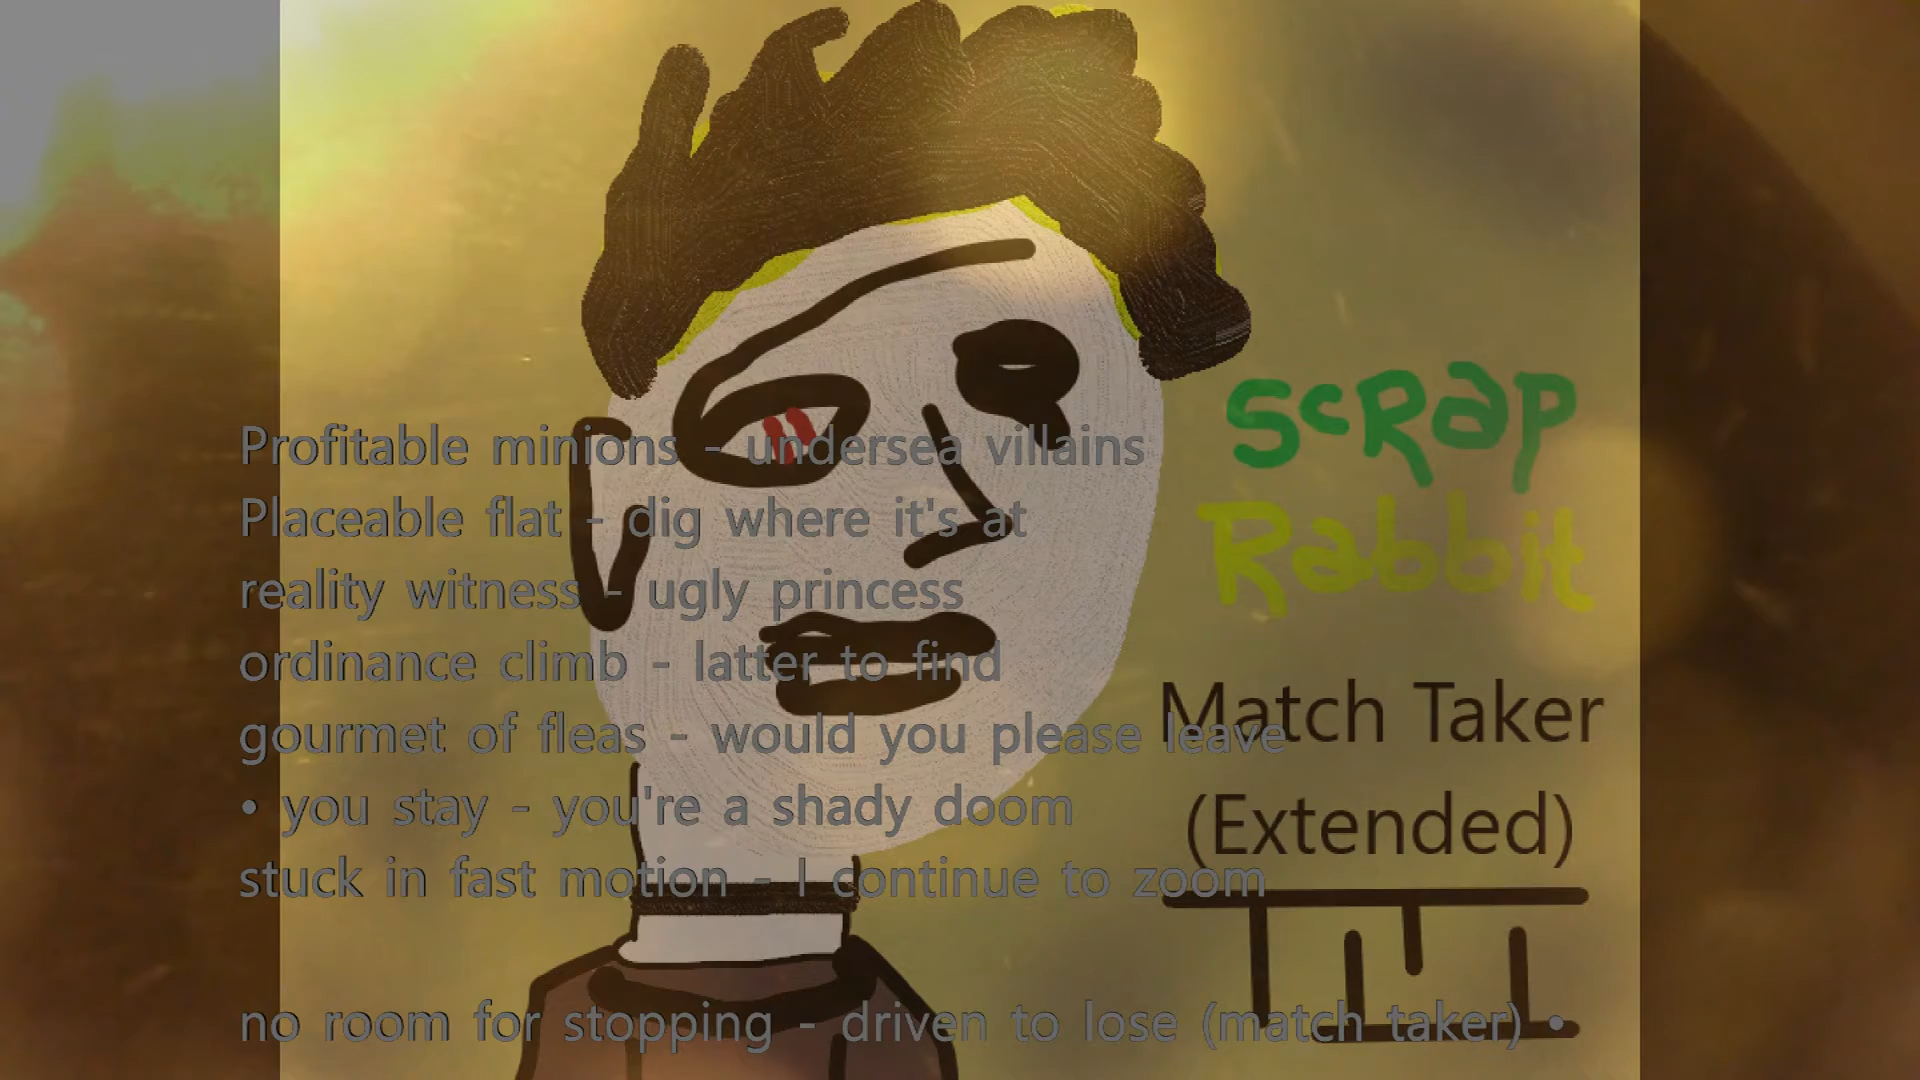 scRap
Rabbit
Match Taker
(Extended)
Profitable minions - undersea villains
Placeable flat - dig where it's at
reality witness - ugly princess
ordinance climb - latter to find
gourmet of fleas - would you please leave
• you stay - you're a shady doom
stuck in fast motion - I continue to zoom
no room for stopping - driven to lose (match taker) •